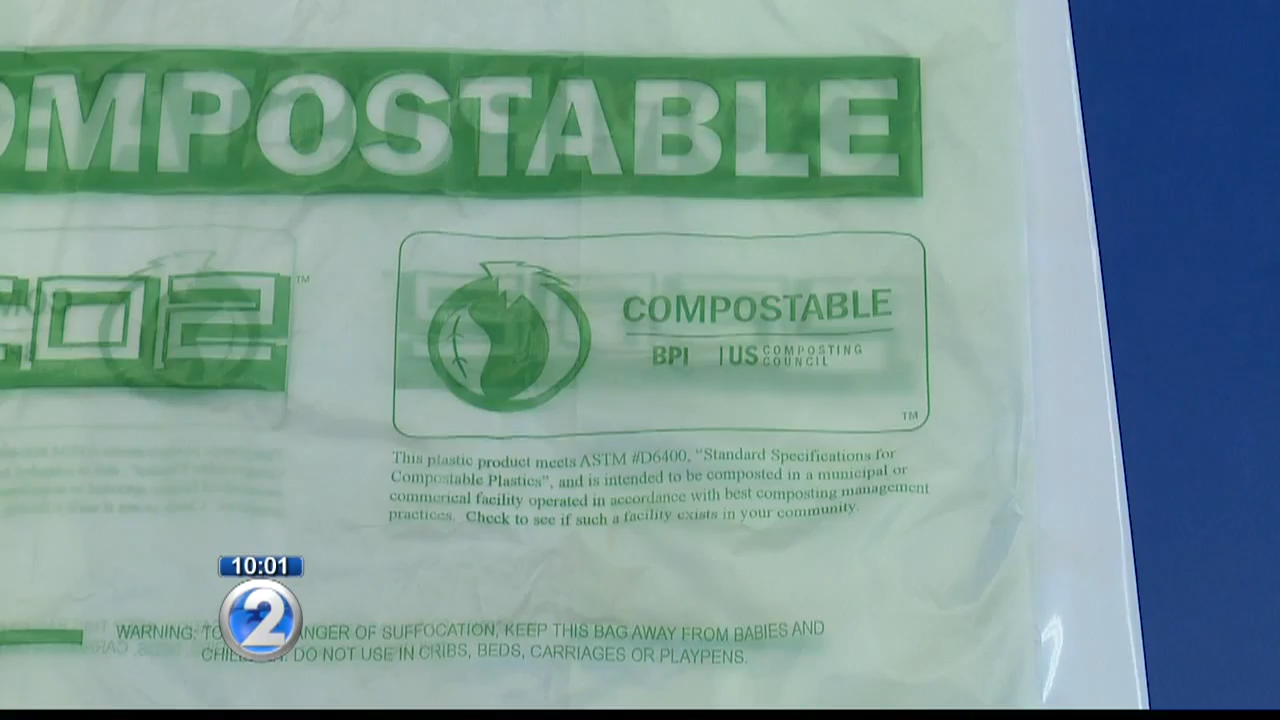 OMPOSTABLE
TM
COMPOSTABLE
BPI US COMPOSTING COUNCIL
TM
This plastic product meets ASTM #D6400, "Standard Specifications for
Compostable Plastics", and is intended to be composted in a municipal or
commerical facility operated in accordance with best composting management
practices. Check to see if such a facility exists in your community.
10:01
2
WARNING: TO ANGER OF SUFFOCATION, KEEP THIS BAG AWAY FROM BABIES AND
CHIL DO NOT USE IN CRIBS, BEDS, CARRIAGES OR PLAYPENS.